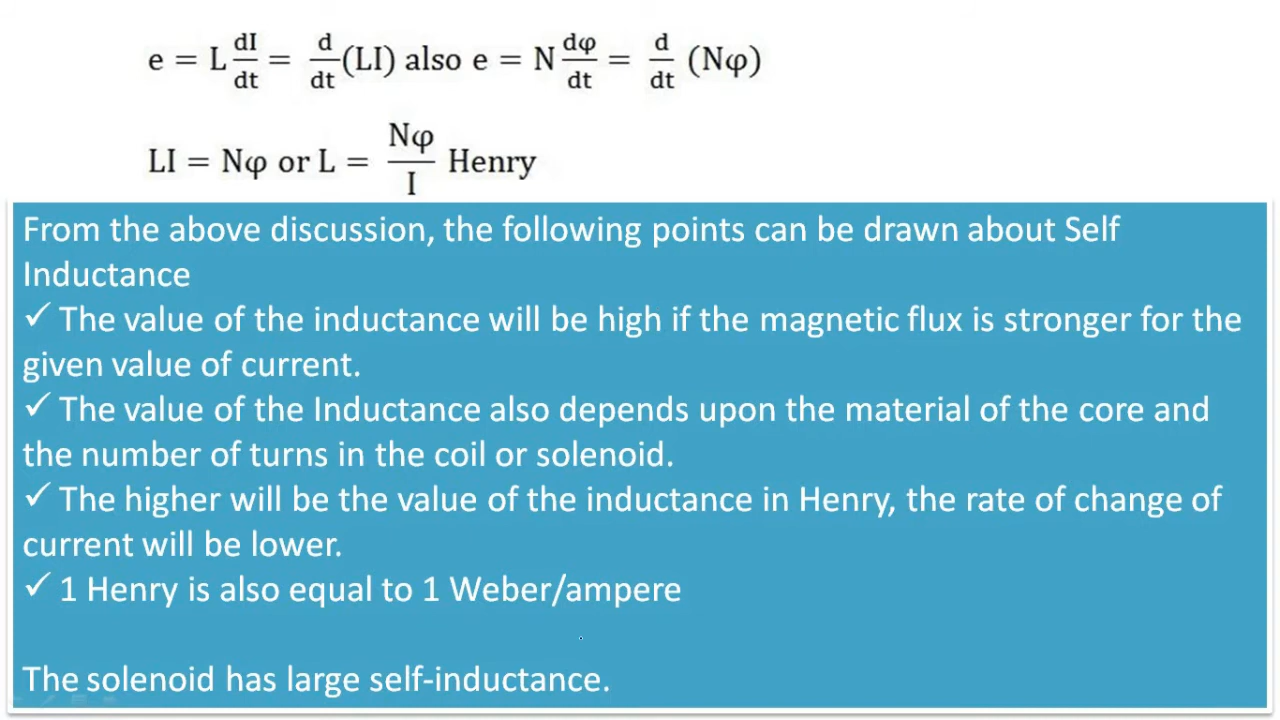 e = L dI/dt = d/dt (LI) also e = N dφ/dt = d/dt (Nφ)
LI = Nφ or L = Nφ/I Henry
From the above discussion, the following points can be drawn about Self
Inductance
✓ The value of the inductance will be high if the magnetic flux is stronger for the
given value of current.
✓ The value of the Inductance also depends upon the material of the core and
the number of turns in the coil or solenoid.
✓ The higher will be the value of the inductance in Henry, the rate of change of
current will be lower.
✓ 1 Henry is also equal to 1 Weber/ampere
The solenoid has large self-inductance.